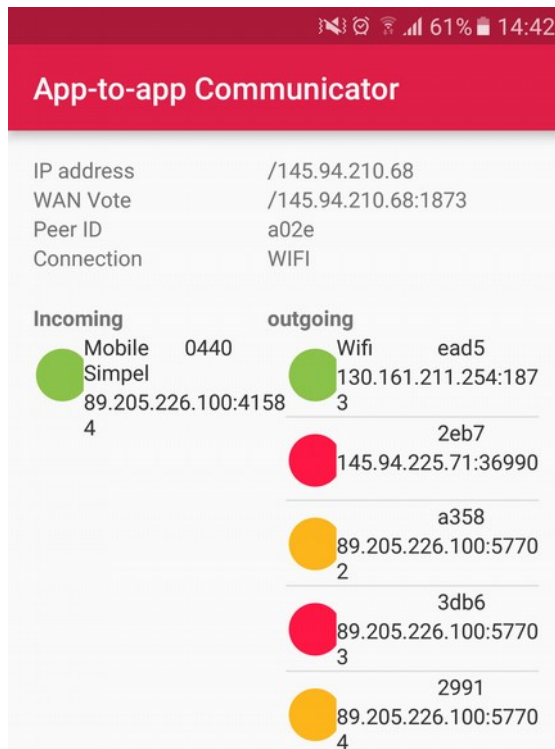 61% 14:42
App-to-app Communicator
IP address /145.94.210.68
WAN Vote /145.94.210.68:1873
Peer ID a02e
Connection WIFI
Incoming outgoing
Mobile 0440
Simpel
89.205.226.100:4158
4
Wifi ead5
130.161.211.254:187
3
2eb7
145.94.225.71:36990
a358
89.205.226.100:5770
2
3db6
89.205.226.100:5770
3
2991
89.205.226.100:5770
4